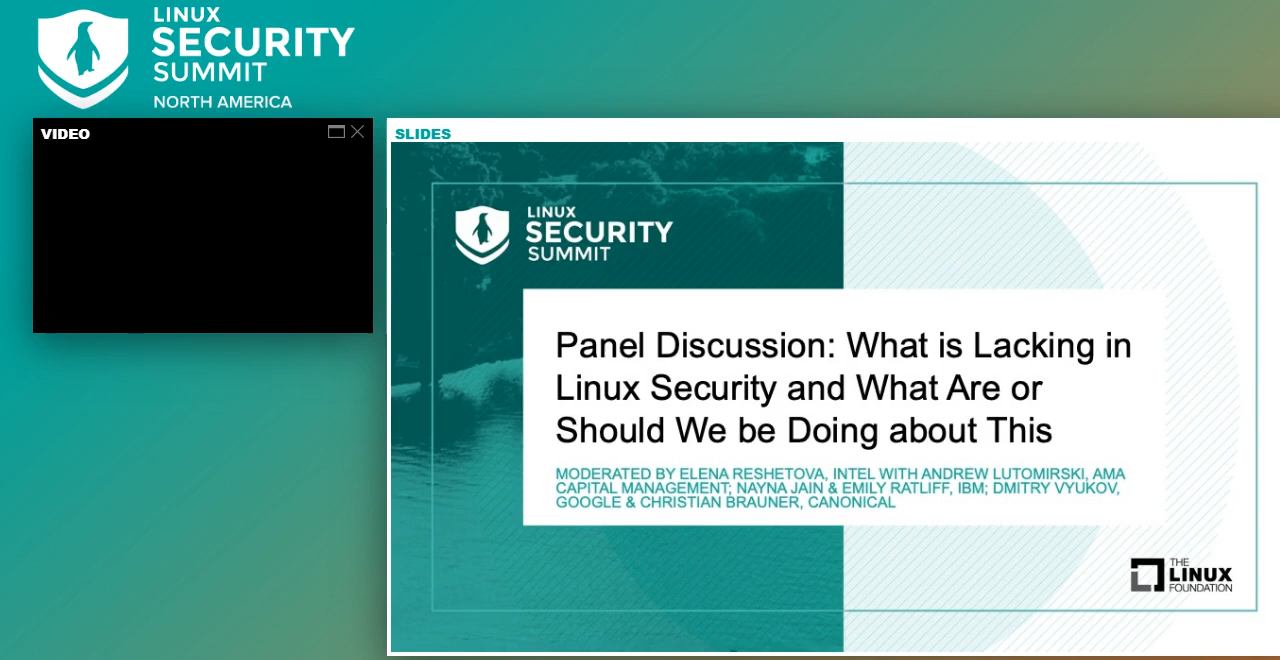 LINUX
SECURITY
SUMMIT
NORTH AMERICA
VIDEO
SLIDES
LINUX
SECURITY
SUMMIT
Panel Discussion: What is Lacking in
Linux Security and What Are or
Should We be Doing about This
MODERATED BY ELENA RESHETOVA, INTEL WITH ANDREW LUTOMIRSKI, AMA
CAPITAL MANAGEMENT; NAYNA JAIN & EMILY RATLIFF, IBM; DMITRY VYUKOV,
GOOGLE & CHRISTIAN BRAUNER, CANONICAL
THE
LINUX
FOUNDATION